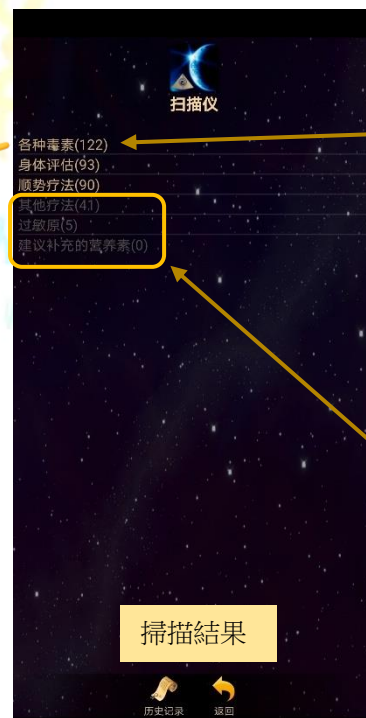 扫描仪
各种毒素(122)
身体评估(93)
顺势疗法(90)
其他疗法(41)
过敏原(5)
建议补充的营养素(0)
掃描結果
历史记录
返回